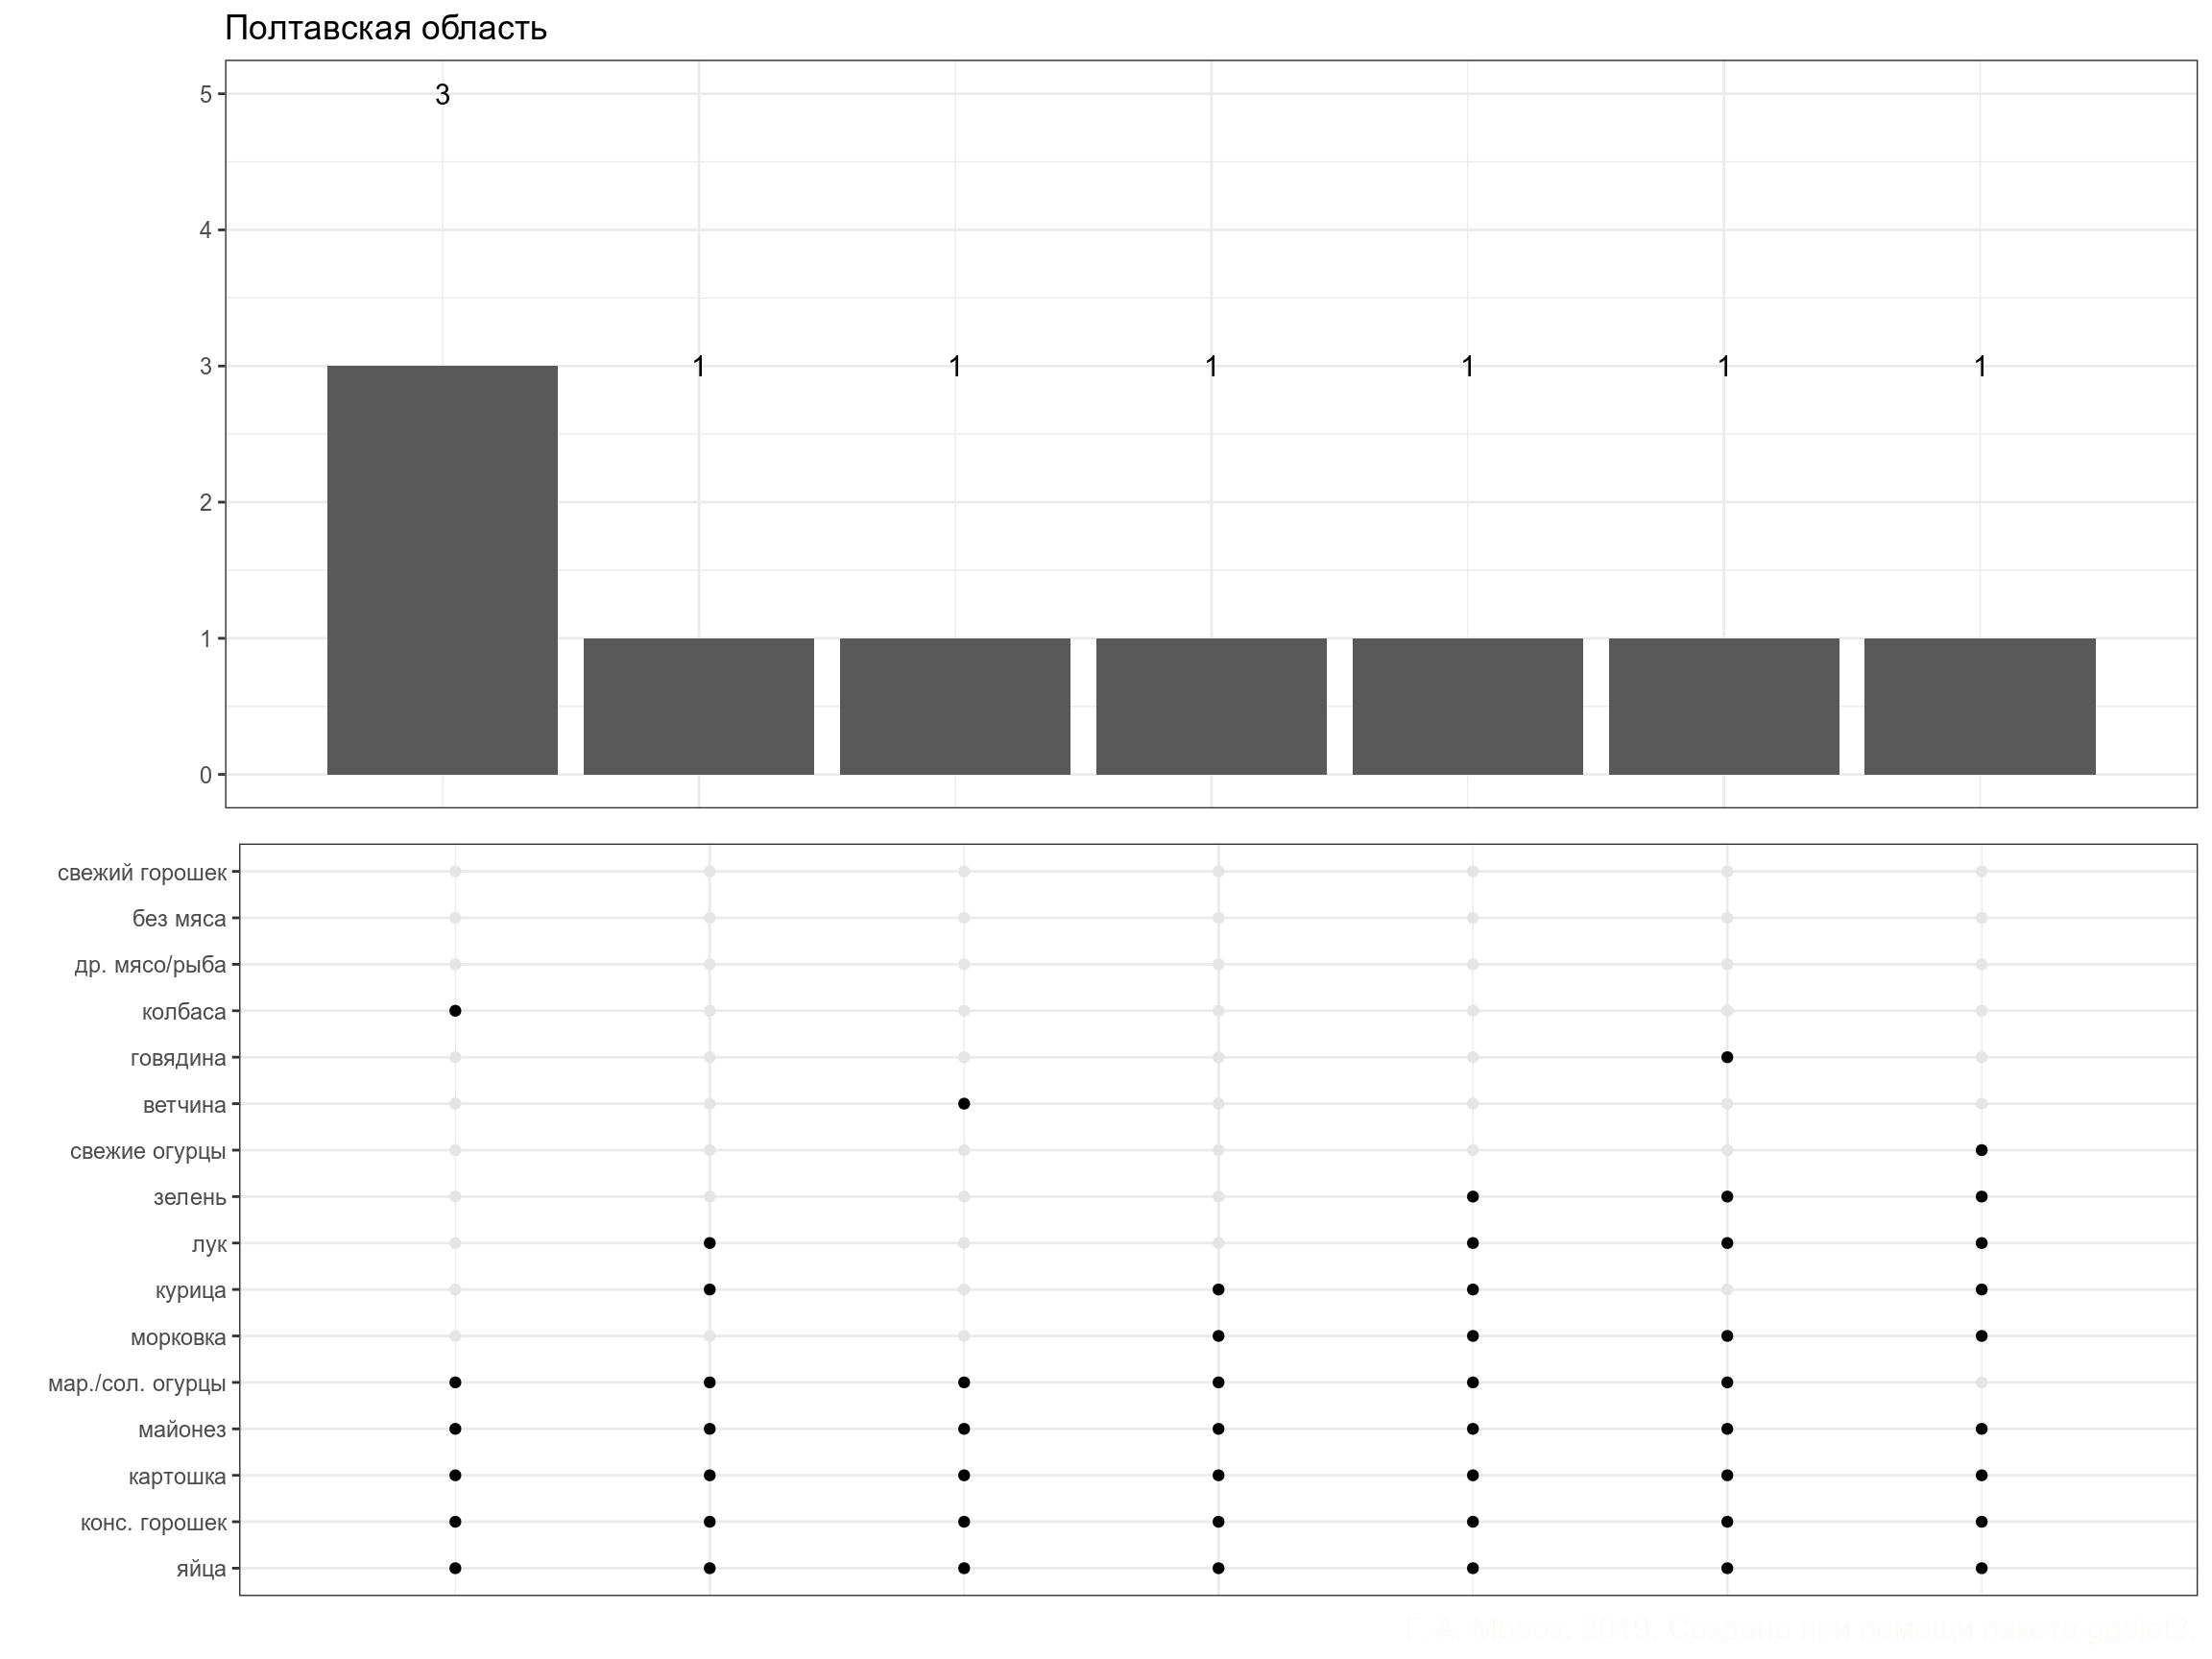 Полтавская область
5
4
3
2
1
0
3
1
1
1
1
1
1
свежий горошек
без мяса
др. мясо/рыба
колбаса
говядина
ветчина
свежие огурцы
зелень
лук
курица
морковка
мар./сол. огурцы
майонез
картошка
конс. горошек
яйца
Г. А. Мороз, 2019, Создано при помощи пакета ggplot2.